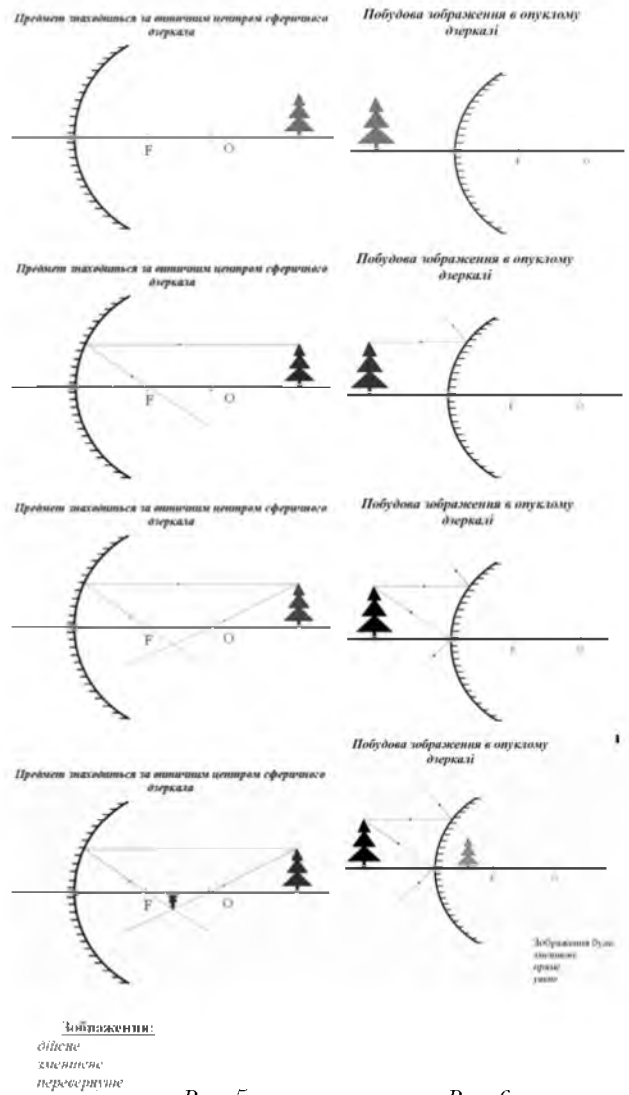 Предмет знаходиться за оптичним центром сферичного
дзеркала
F
O
Побудова зображення в опуклому
дзеркалі
F
O
Предмет знаходиться за оптичним центром сферичного
дзеркала
F
O
Побудова зображення в опуклому
дзеркалі
F
O
Предмет знаходиться за оптичним центром сферичного
дзеркала
F
O
Побудова зображення в опуклому
дзеркалі
F
O
Предмет знаходиться за оптичним центром сферичного
дзеркала
F
O
Побудова зображення в опуклому
дзеркалі
F
O
Зображення
зменшене
пряме
уявне
Зображення:
дійсне
зменшене
перевернуте